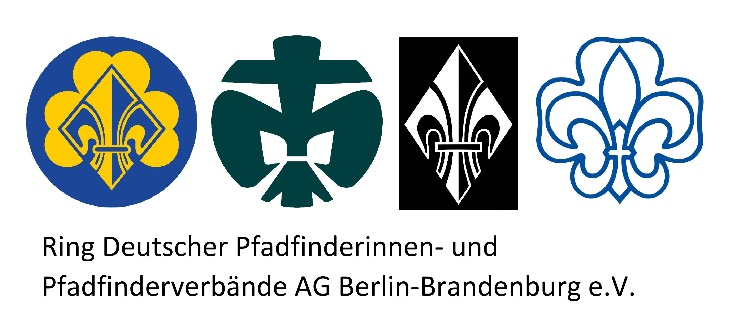 Ring Deutscher Pfadfinderinnen- und
Pfadfinderverbände AG Berlin-Brandenburg e.V.